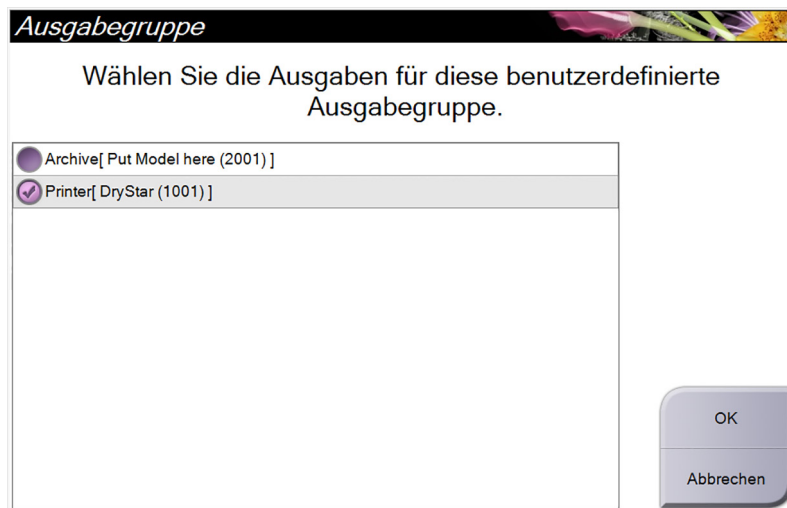 Ausgabegruppe
Wählen Sie die Ausgaben für diese benutzerdefinierte
Ausgabegruppe.
Archive[ Put Model here (2001) ]
Printer[ DryStar (1001) ]
OK
Abbrechen